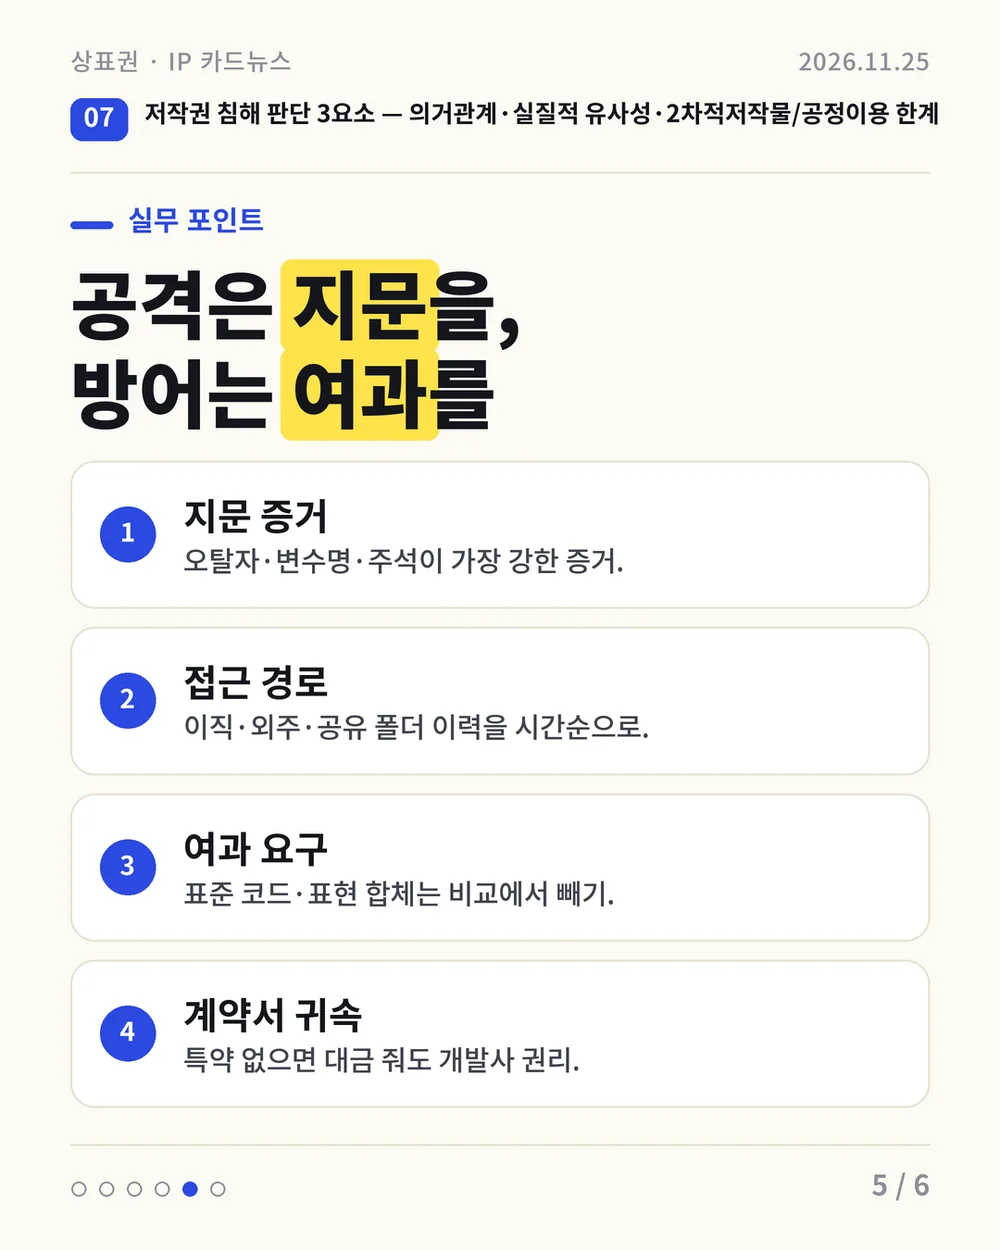 상표권 · IP 카드뉴스
2026.11.25
07
저작권 침해 판단 3요소 — 의거관계·실질적 유사성·2차적저작물/공정이용 한계
실무 포인트
공격은 지문을,
방어는 여과를
1
지문 증거
오탈자·변수명·주석이 가장 강한 증거.
2
접근 경로
이직·외주·공유 폴더 이력을 시간순으로.
3
여과 요구
표준 코드·표현 합체는 비교에서 빼기.
4
계약서 귀속
특약 없으면 대금 줘도 개발사 권리.
5 / 6